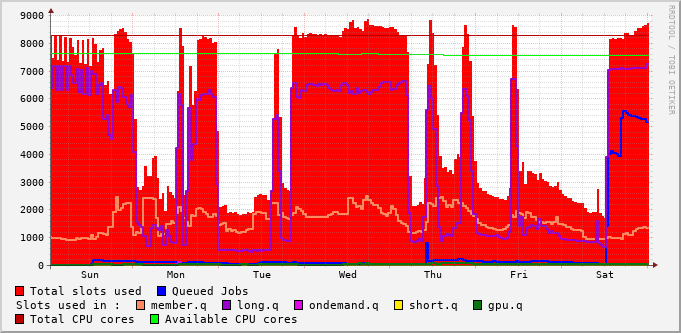 9000
8000
7000
6000
5000
4000
3000
2000
1000
0
Sun Mon Tue Wed Thu Fri Sat
RRDTOOL / TOBI OETIKER
Total slots used Queued Jobs
Slots used in : member.q long.q ondemand.q short.q gpu.q
Total CPU cores Available CPU cores